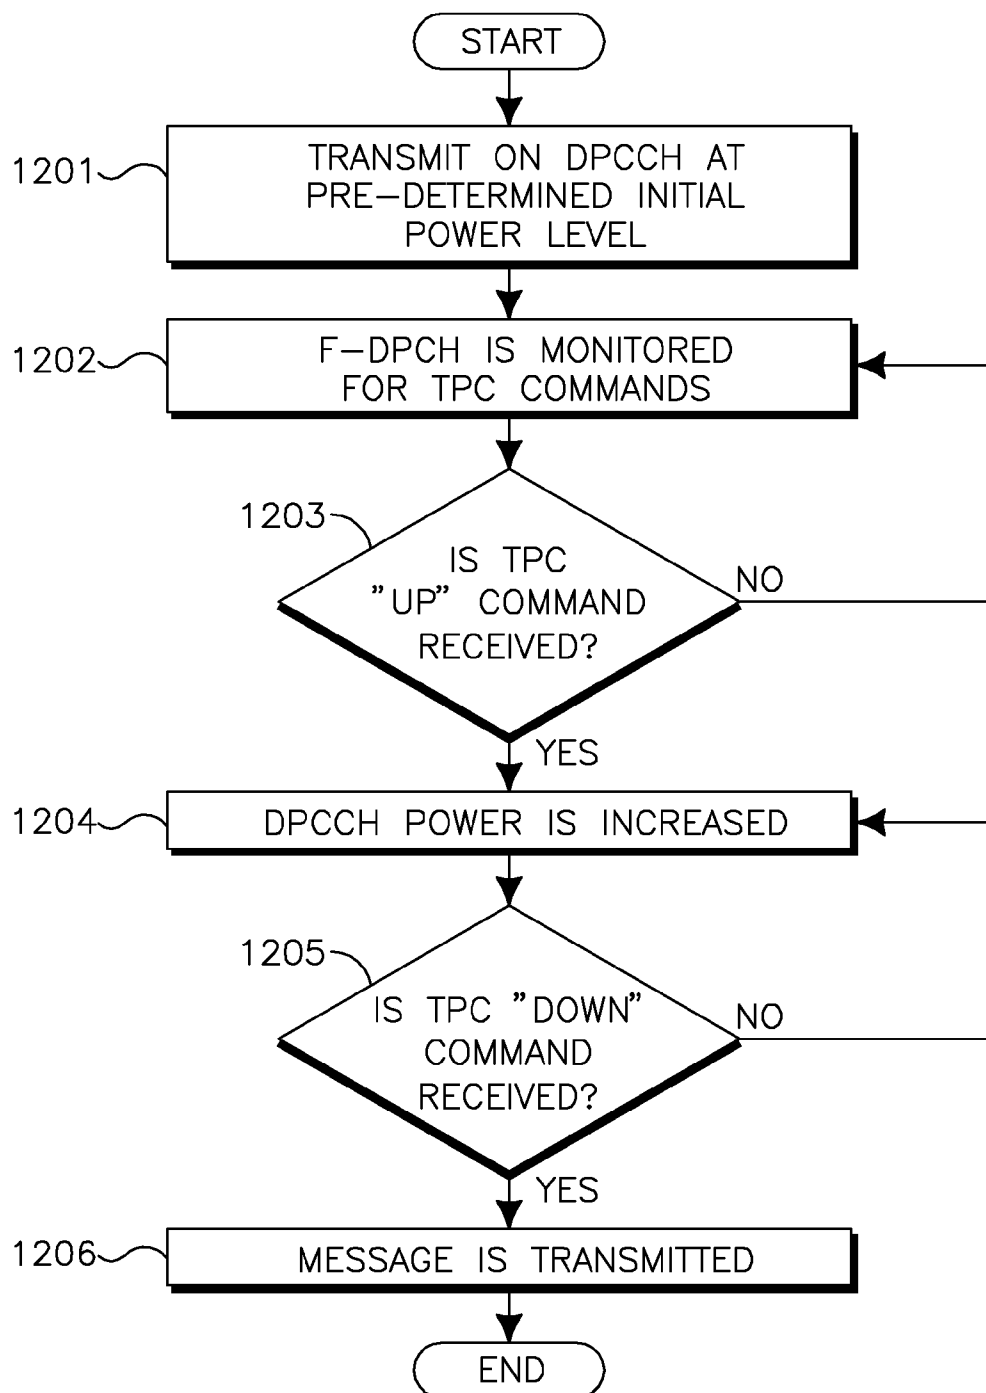 START
1201
TRANSMIT ON DPCCH AT
PRE-DETERMINED INITIAL
POWER LEVEL
1202
F-DPCH IS MONITORED
FOR TPC COMMANDS
1203
IS TPC
"UP" COMMAND
RECEIVED?
NO
YES
1204
DPCCH POWER IS INCREASED
1205
IS TPC "DOWN"
COMMAND
RECEIVED?
NO
YES
1206
MESSAGE IS TRANSMITTED
END